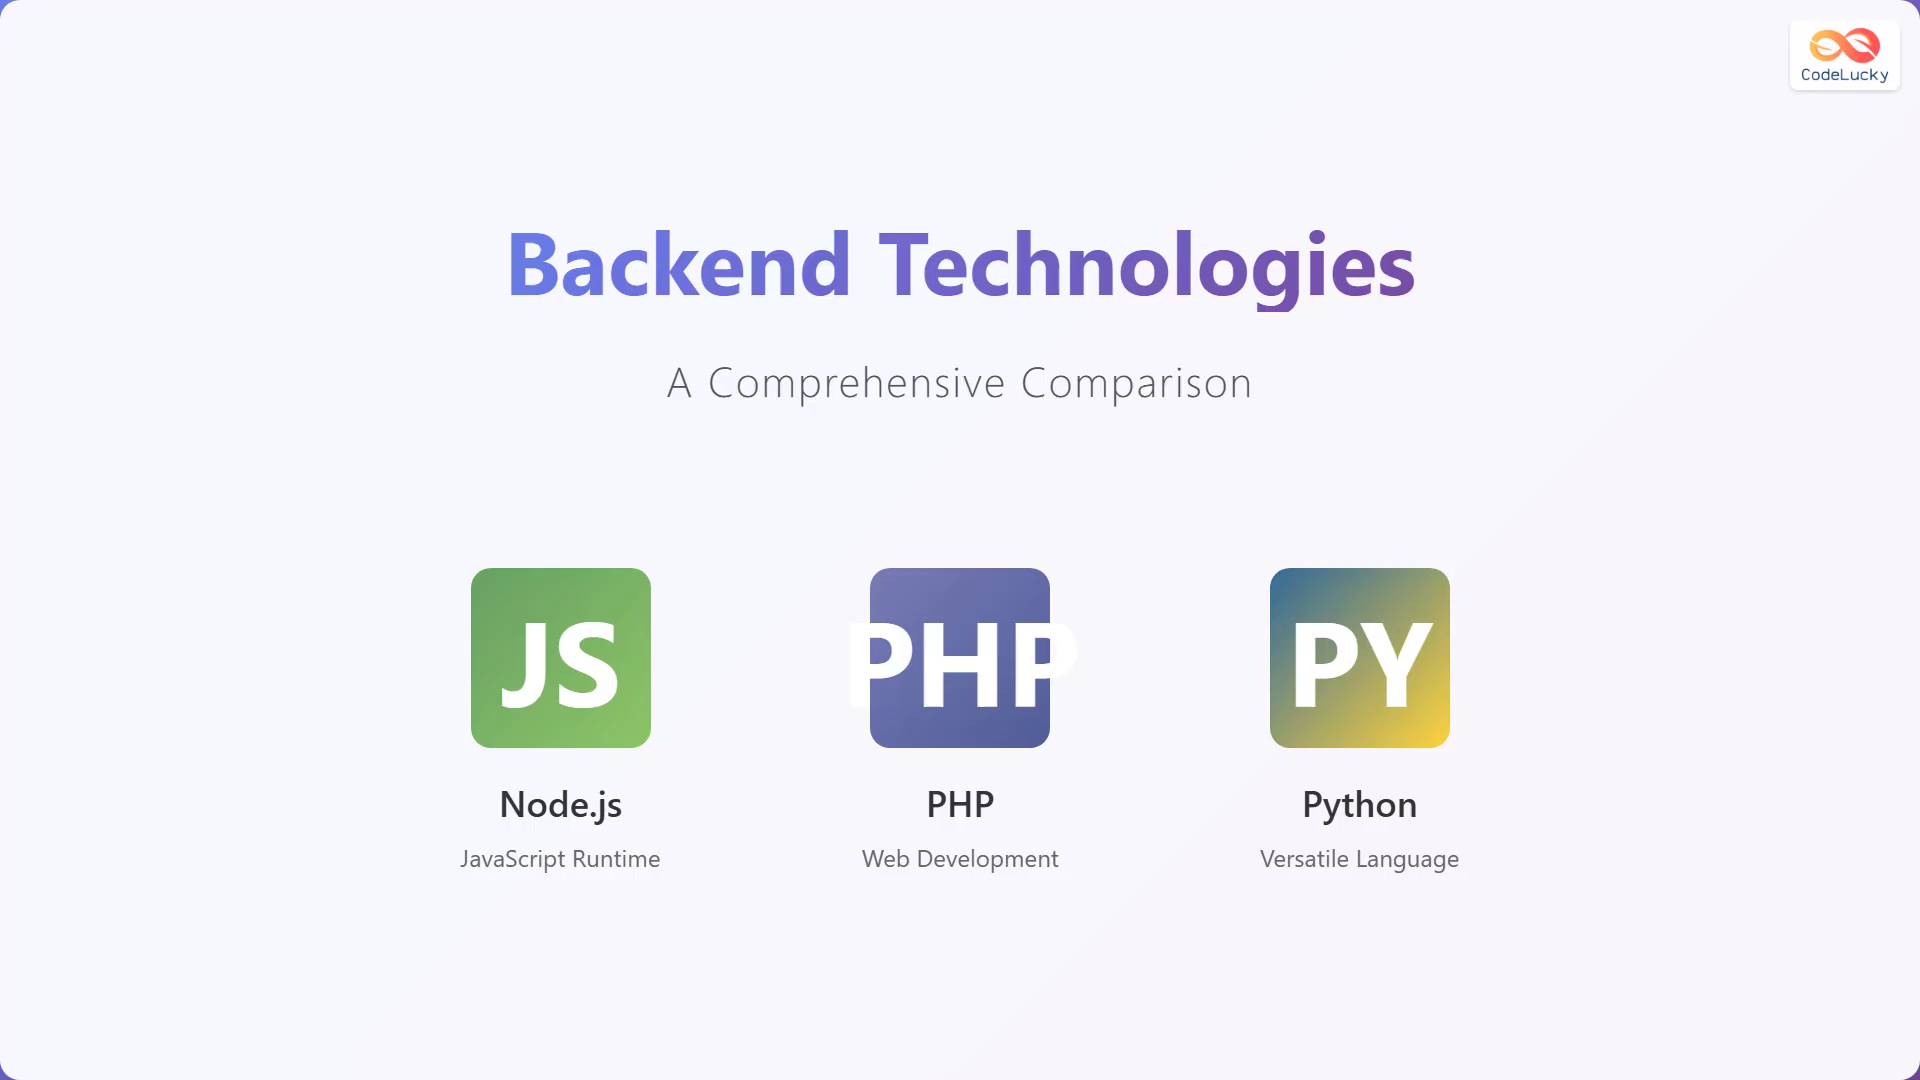 CodeLucky
Backend Technologies
A Comprehensive Comparison
JS
PHP
PY
Node.js
PHP
Python
JavaScript Runtime
Web Development
Versatile Language